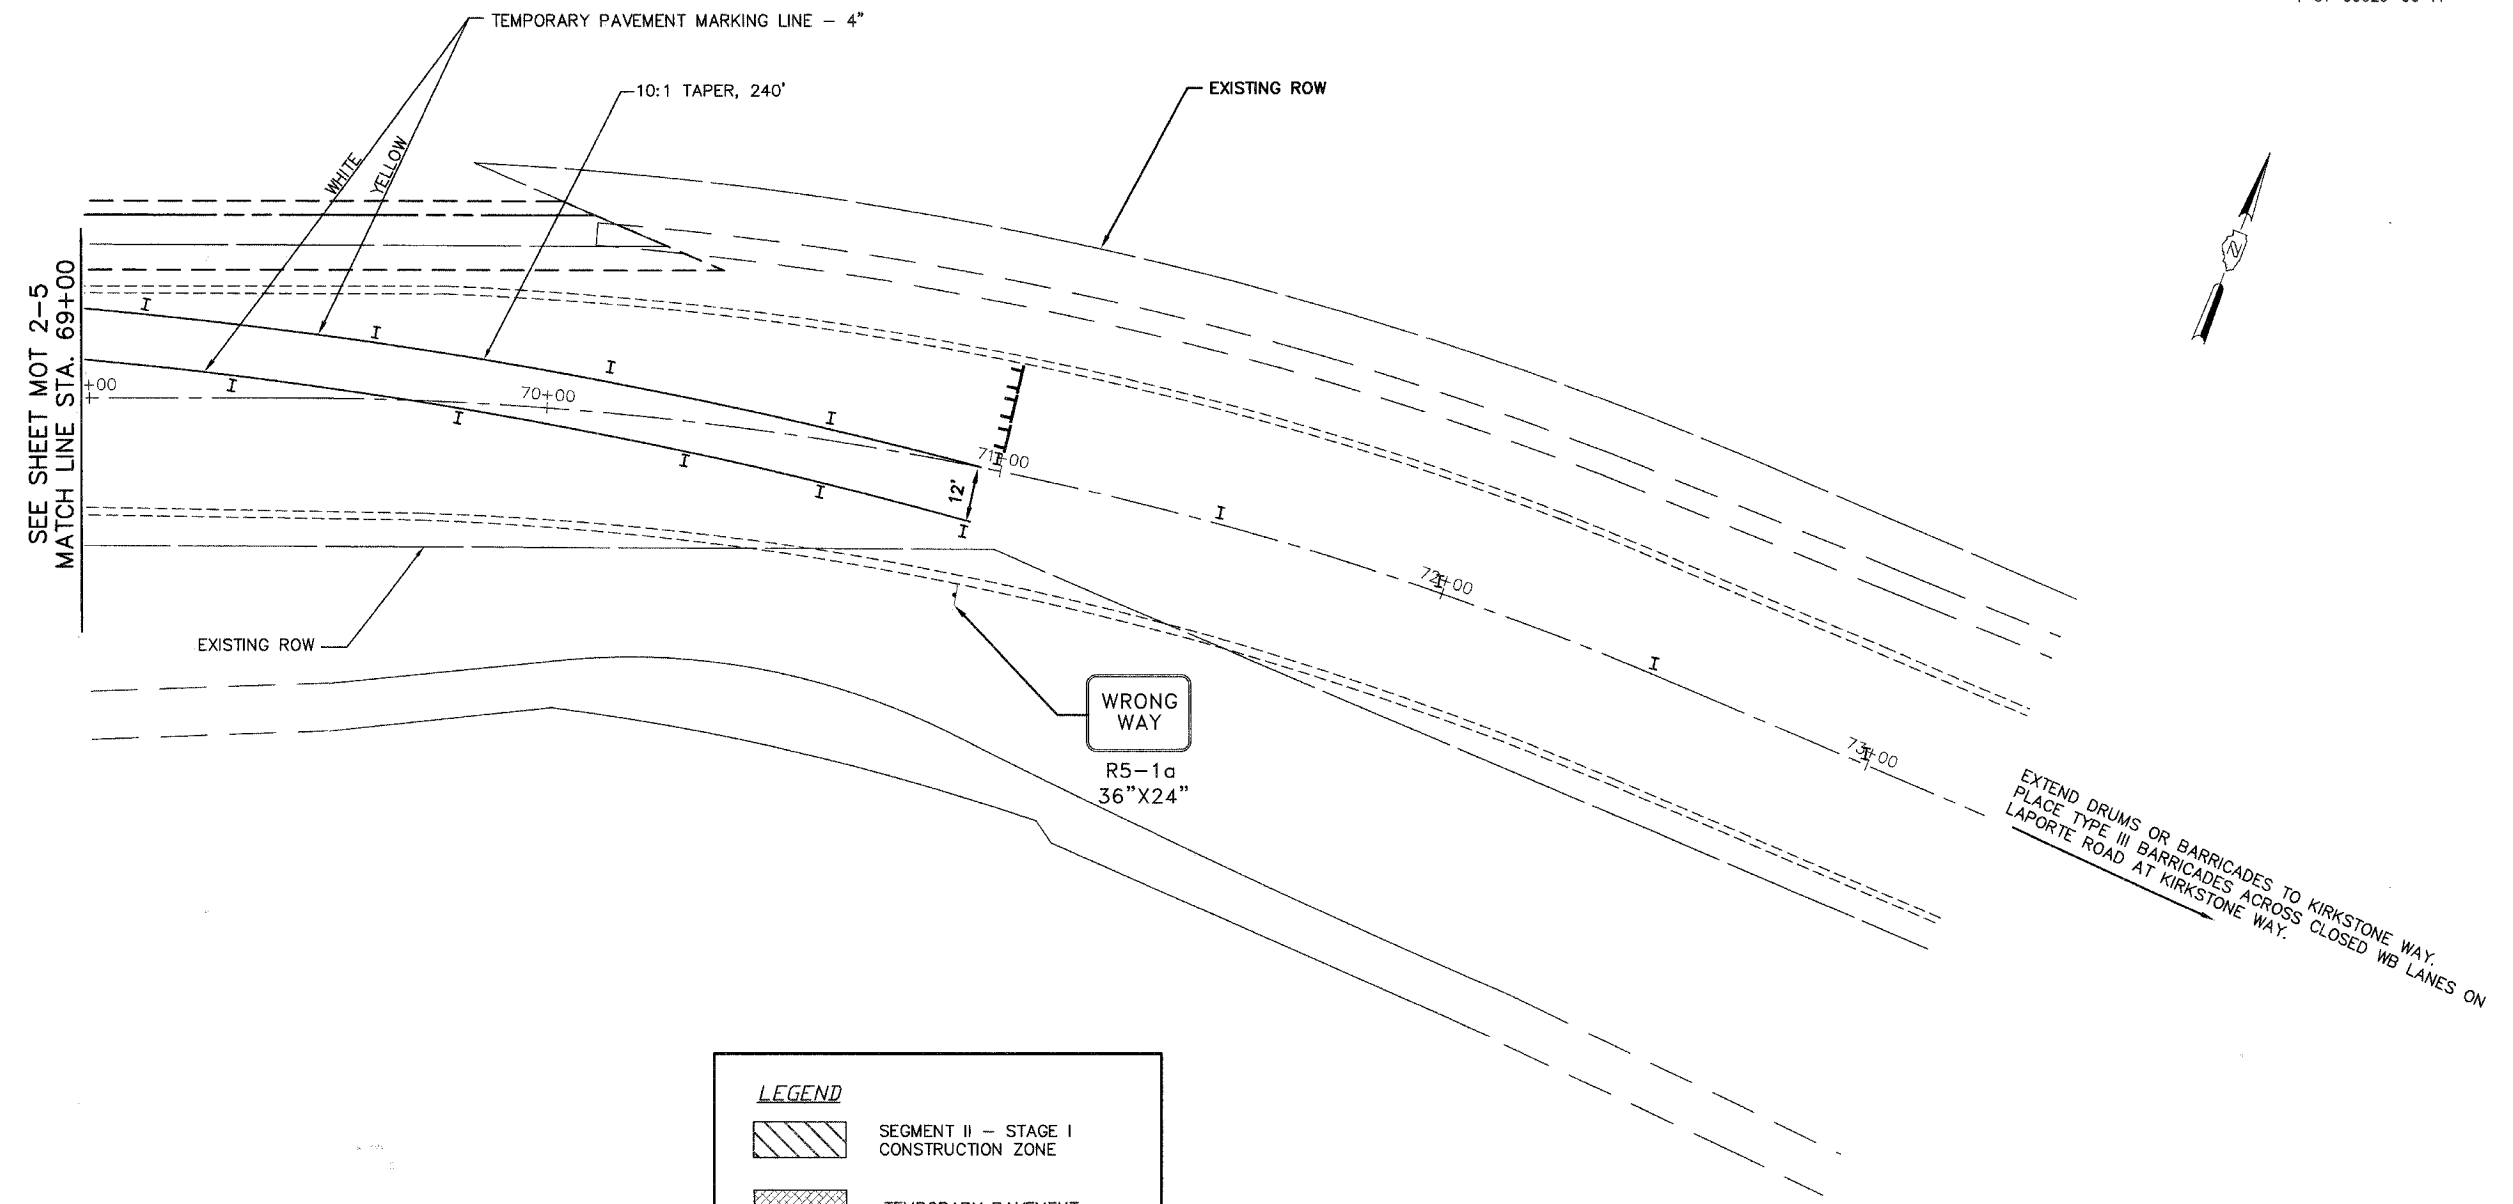 TEMPORARY PAVEMENT MARKING LINE – 4"
10:1 TAPER, 240'
EXISTING ROW
WHITE
YELLOW
SEE SHEET MOT 2-5
MATCH LINE STA. 69+00
+00
70+00
71+00
12'
72+00
73+00
EXISTING ROW
WRONG
WAY
R5-1a
36"X24"
EXTEND DRUMS OR BARRICADES TO KIRKSTONE WAY.
PLACE TYPE III BARRICADES ACROSS CLOSED WB LANES ON
LAPORTE ROAD AT KIRKSTONE WAY.
LEGEND
SEGMENT II – STAGE I
CONSTRUCTION ZONE
TEMPORARY PAVEMENT